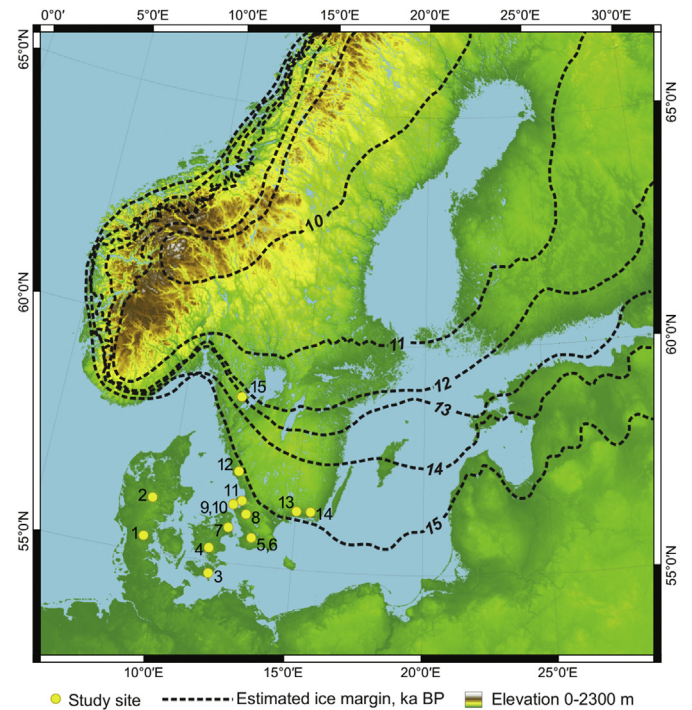 0°0' 5°0'E 10°0'E 15°0'E 20°0'E 25°0'E 30°0'E
65°0'N
65°0'N
10
60°0'N
60°0'N
11
12
15
13
12
14
11
2
9,10
13
14
15
8
55°0'N
1
7
5,6
4
55°0'N
3
10°0'E 15°0'E 20°0'E 25°0'E
Study site Estimated ice margin, ka BP Elevation 0-2300 m